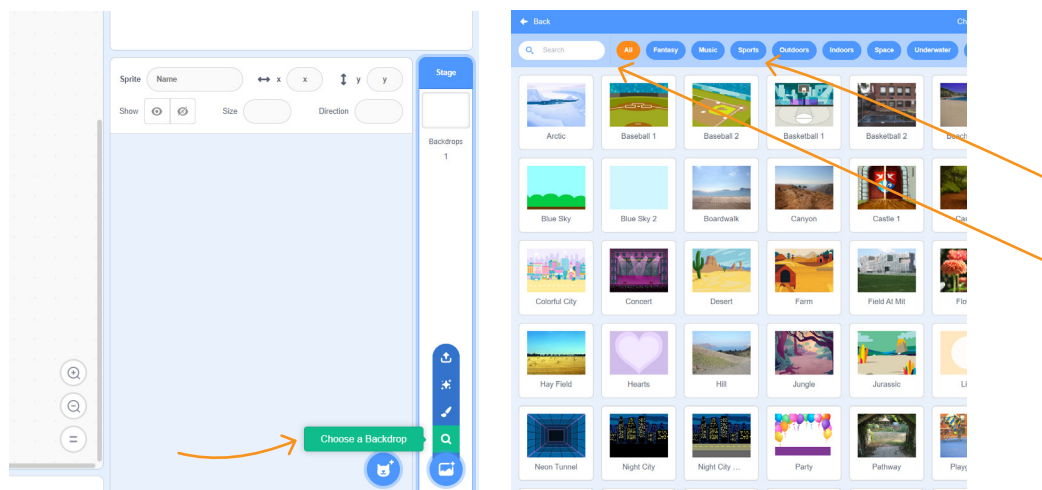 Sprite Name x x y y
Show Size Direction
Stage
Backdrops
1
Choose a Backdrop
Back
Search All Fantasy Music Sports Outdoors Indoors Space Underwater
Arctic Baseball 1 Baseball 2 Basketball 1 Basketball 2
Blue Sky Blue Sky 2 Boardwalk Canyon Castle 1
Colorful City Concert Desert Farm Field At Mit
Hay Field Hearts Hill Jungle Jurassic
Neon Tunnel Night City Night City ... Party Pathway